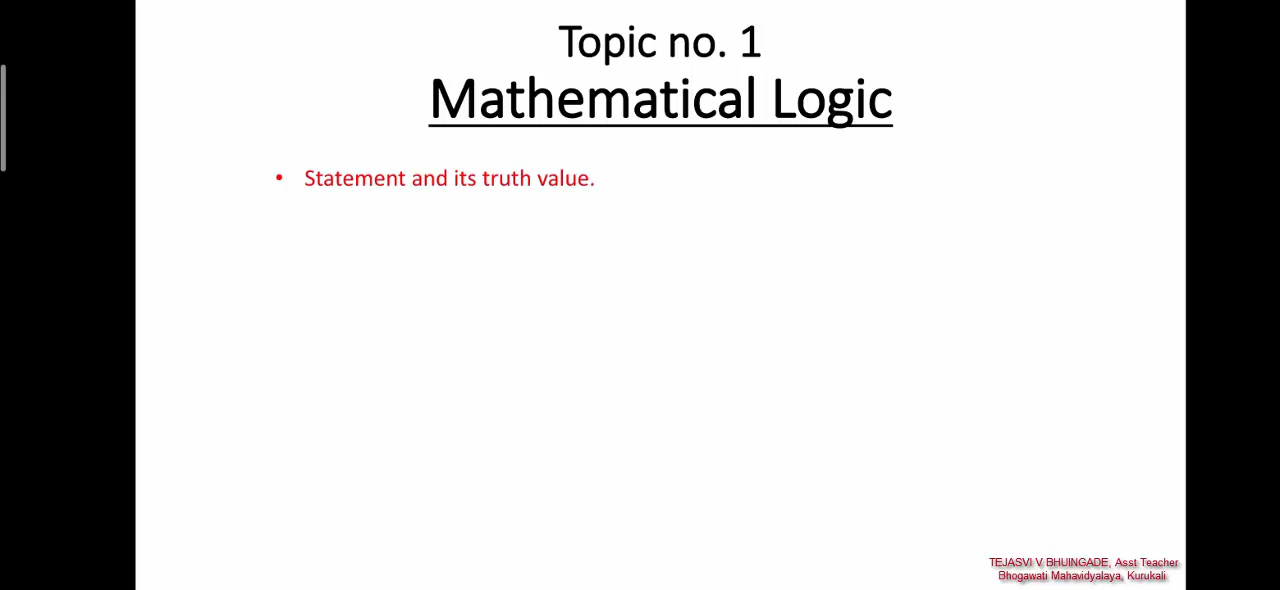 Topic no. 1
Mathematical Logic
• Statement and its truth value.
TEJASVI V BHUINGADE, Asst Teacher
Bhogawati Mahavidyalaya, Kurukali